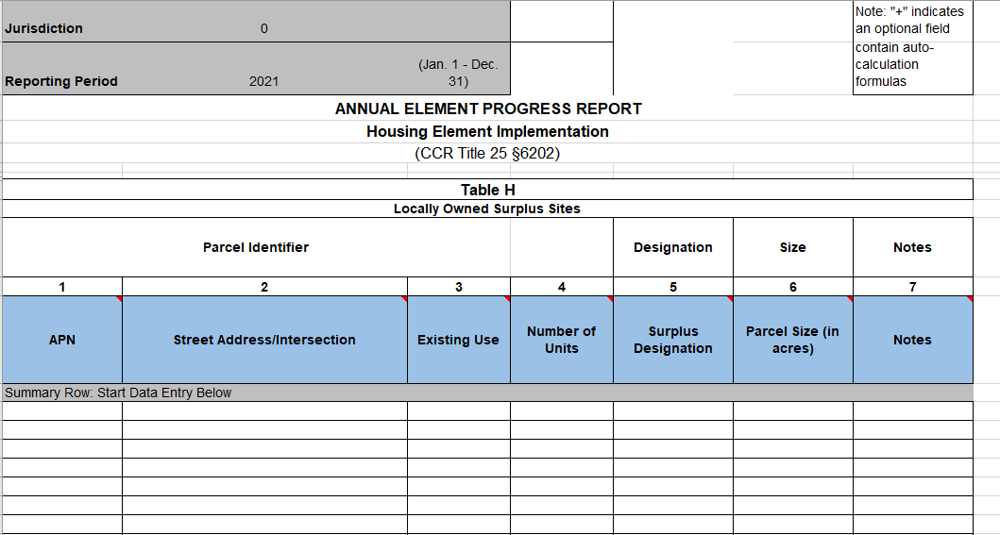 Jurisdiction 0
Note: "+" indicates
an optional field
contain auto-
calculation
formulas
Reporting Period 2021 (Jan. 1 - Dec.
31)
ANNUAL ELEMENT PROGRESS REPORT
Housing Element Implementation
(CCR Title 25 §6202)
Table H
Locally Owned Surplus Sites
Parcel Identifier Designation Size Notes
1 2 3 4 5 6 7
APN Street Address/Intersection Existing Use Number of
Units Surplus
Designation Parcel Size (in
acres) Notes
Summary Row: Start Data Entry Below